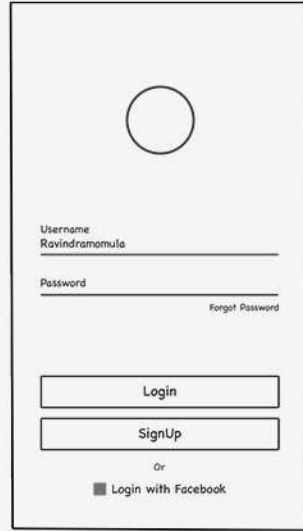 Username
Ravindramomula
Password
Forgot Password
Login
SignUp
Or
Login with Facebook